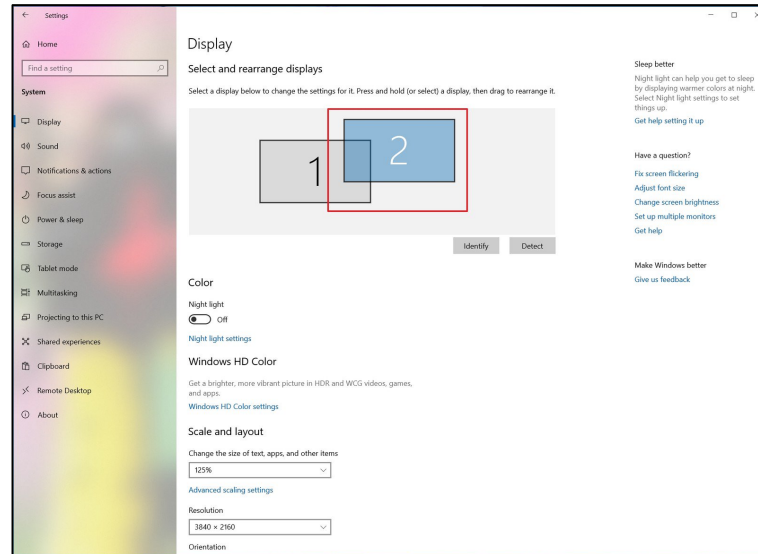 Settings
Home
Find a setting
System
Display
Sound
Notifications & actions
Focus assist
Power & sleep
Storage
Tablet mode
Multitasking
Projecting to this PC
Shared experiences
Clipboard
Remote Desktop
About
Display
Select and rearrange displays
Select a display below to change the settings for it. Press and hold (or select) a display, then drag to rearrange it.
1
2
Identify
Detect
Color
Night light
Off
Night light settings
Windows HD Color
Get a brighter, more vibrant picture in HDR and WCG videos, games,
and apps.
Windows HD Color settings
Scale and layout
Change the size of text, apps, and other items
125%
Advanced scaling settings
Resolution
3840 × 2160
Orientation
Sleep better
Night light can help you get to sleep
by displaying warmer colors at night.
Select Night light settings to set
things up.
Get help setting it up
Have a question?
Fix screen flickering
Adjust font size
Change screen brightness
Set up multiple monitors
Get help
Make Windows better
Give us feedback